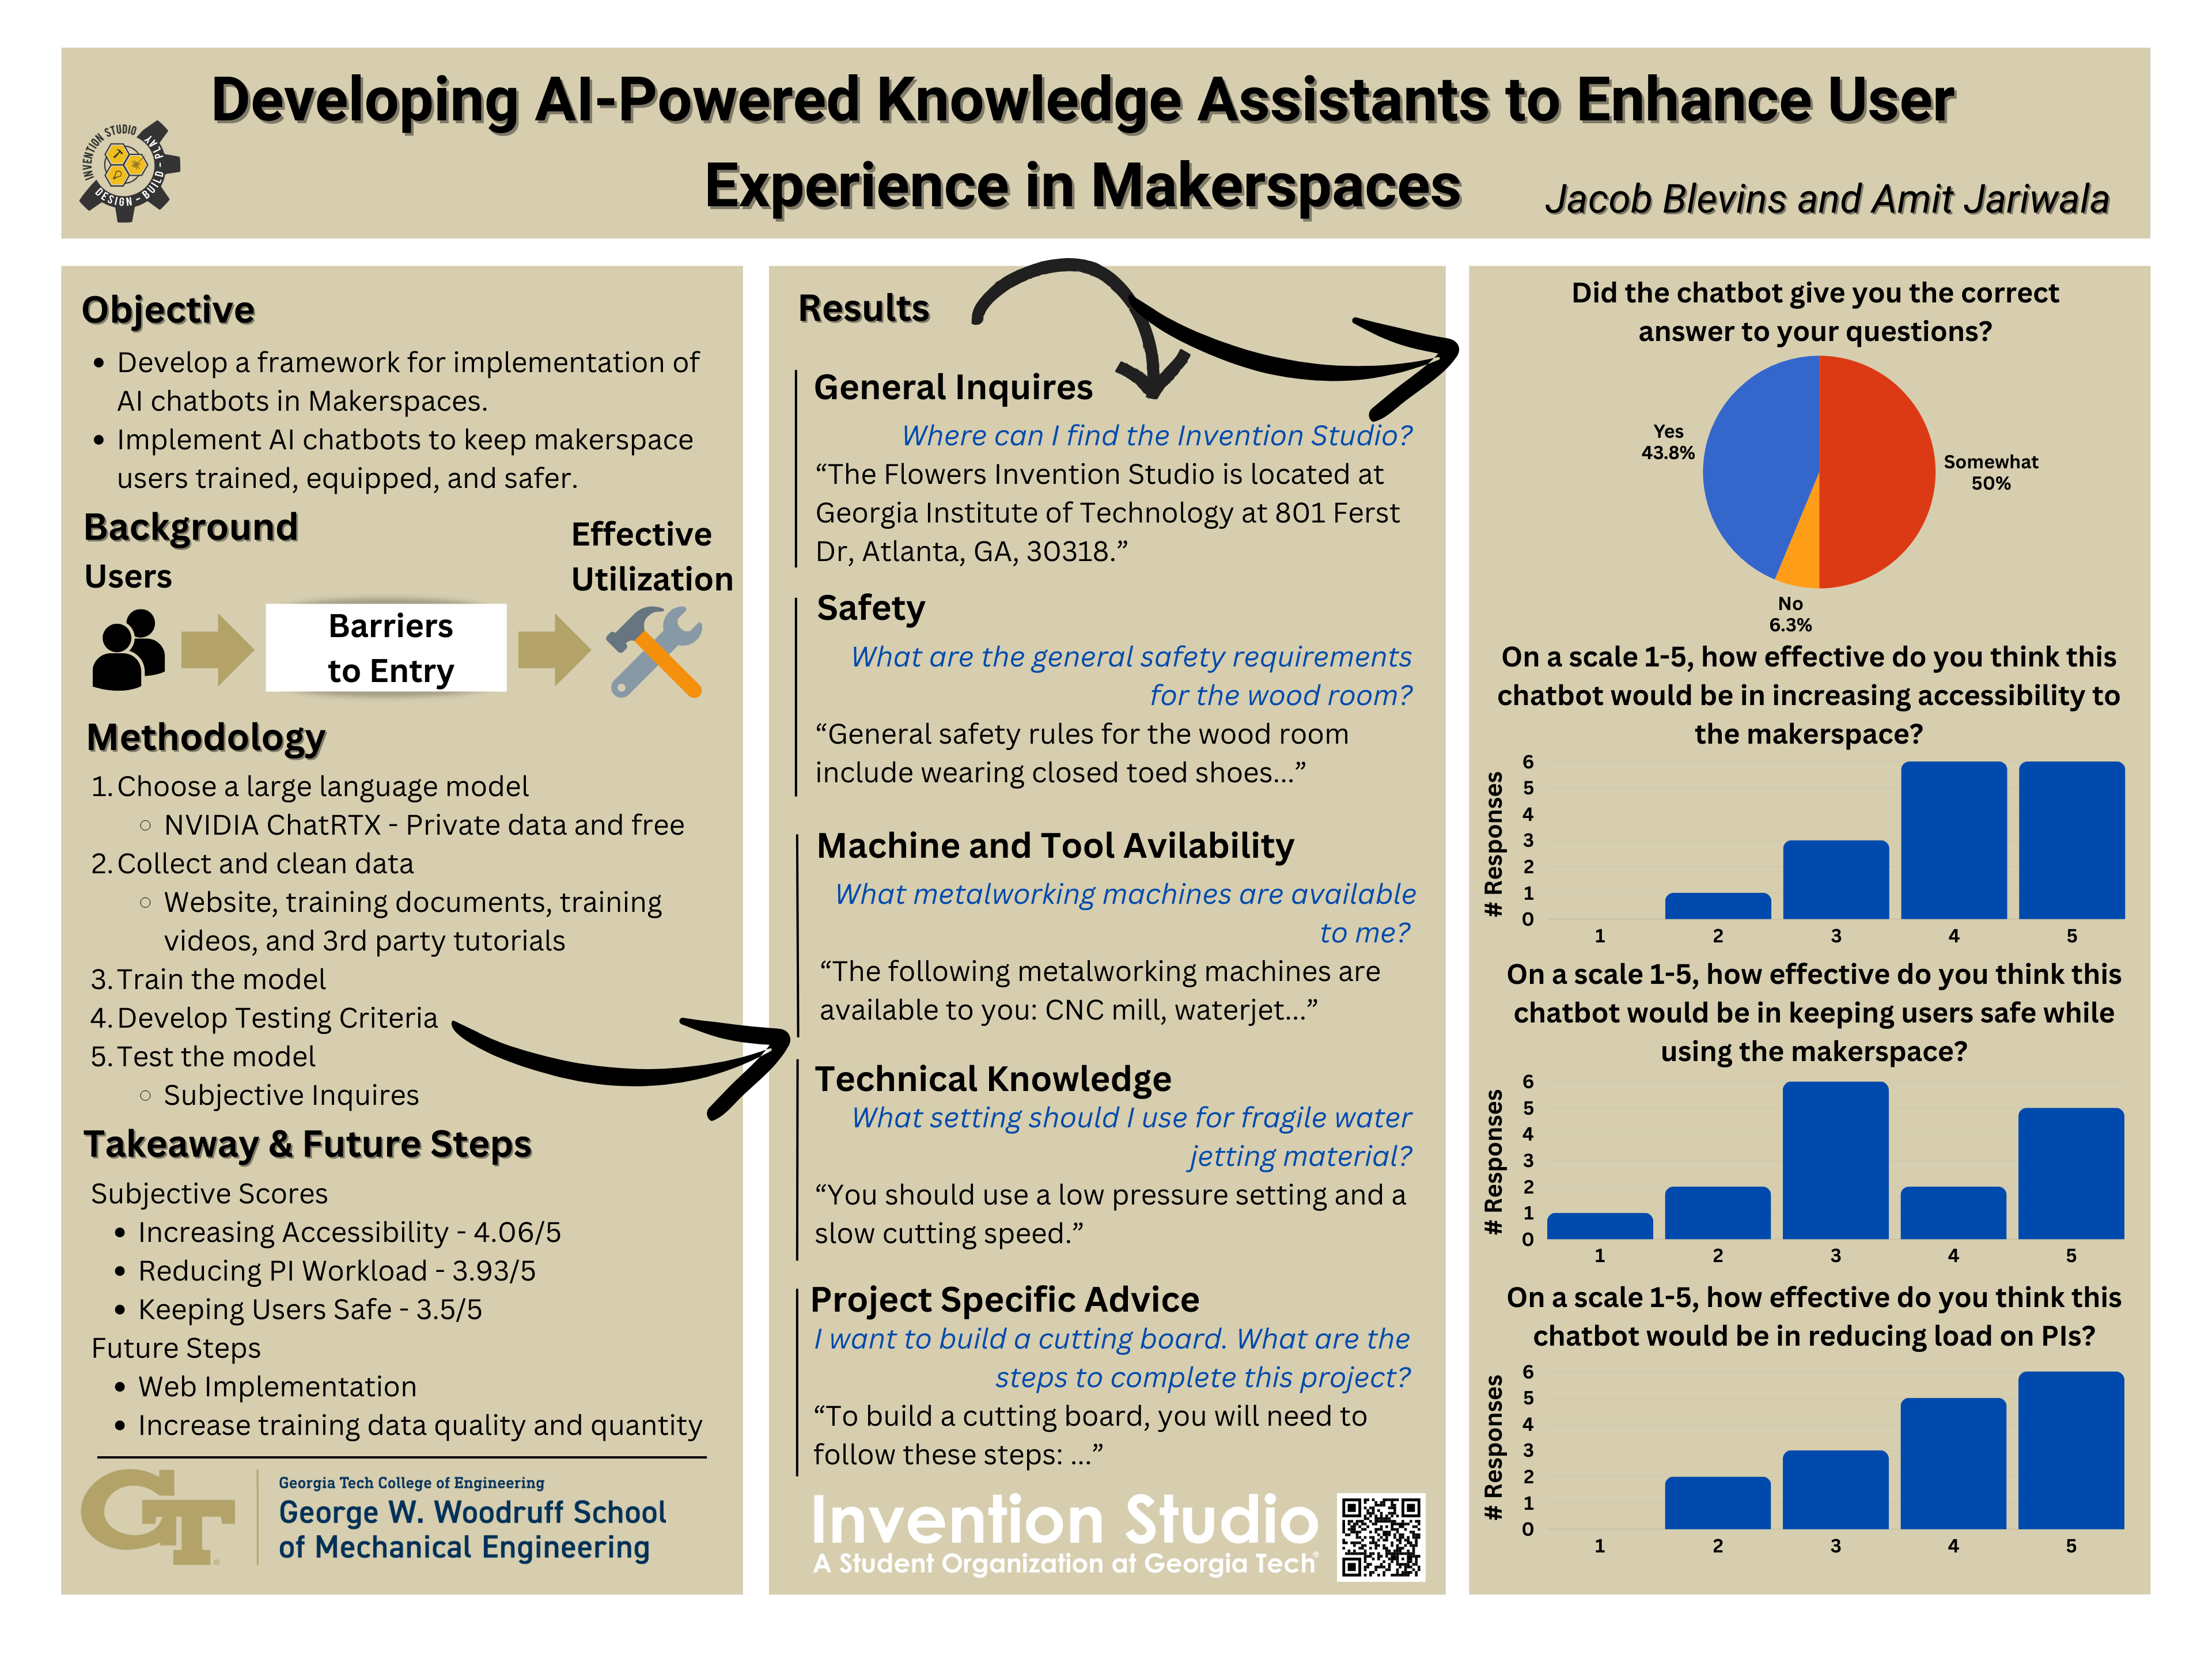 Developing AI-Powered Knowledge Assistants to Enhance User
Experience in Makerspaces
Jacob Blevins and Amit Jariwala
INVENTION STUDIO
DESIGN - BUILD - PLAY -
Objective
• Develop a framework for implementation of
AI chatbots in Makerspaces.
• Implement AI chatbots to keep makerspace
users trained, equipped, and safer.
Background
Users
Barriers
to Entry
Effective
Utilization
Methodology
1. Choose a large language model
○ NVIDIA ChatRTX - Private data and free
2. Collect and clean data
○ Website, training documents, training
videos, and 3rd party tutorials
3. Train the model
4. Develop Testing Criteria
5. Test the model
○ Subjective Inquires
Takeaway & Future Steps
Subjective Scores
• Increasing Accessibility - 4.06/5
• Reducing PI Workload - 3.93/5
• Keeping Users Safe - 3.5/5
Future Steps
• Web Implementation
• Increase training data quality and quantity
GT
Georgia Tech College of Engineering
George W. Woodruff School
of Mechanical Engineering
Results
General Inquires
Where can I find the Invention Studio?
“The Flowers Invention Studio is located at
Georgia Institute of Technology at 801 Ferst
Dr, Atlanta, GA, 30318.”
Safety
What are the general safety requirements
for the wood room?
“General safety rules for the wood room
include wearing closed toed shoes...”
Machine and Tool Avilability
What metalworking machines are available
to me?
“The following metalworking machines are
available to you: CNC mill, waterjet...”
Technical Knowledge
What setting should I use for fragile water
jetting material?
“You should use a low pressure setting and a
slow cutting speed.”
Project Specific Advice
I want to build a cutting board. What are the
steps to complete this project?
“To build a cutting board, you will need to
follow these steps: ...”
Invention Studio
A Student Organization at Georgia Tech®
Did the chatbot give you the correct
answer to your questions?
Yes
43.8%
Somewhat
50%
No
6.3%
On a scale 1-5, how effective do you think this
chatbot would be in increasing accessibility to
the makerspace?
# Responses
6
5
4
3
2
1
0
1 2 3 4 5
On a scale 1-5, how effective do you think this
chatbot would be in keeping users safe while
using the makerspace?
# Responses
6
5
4
3
2
1
0
1 2 3 4 5
On a scale 1-5, how effective do you think this
chatbot would be in reducing load on PIs?
# Responses
6
5
4
3
2
1
0
1 2 3 4 5